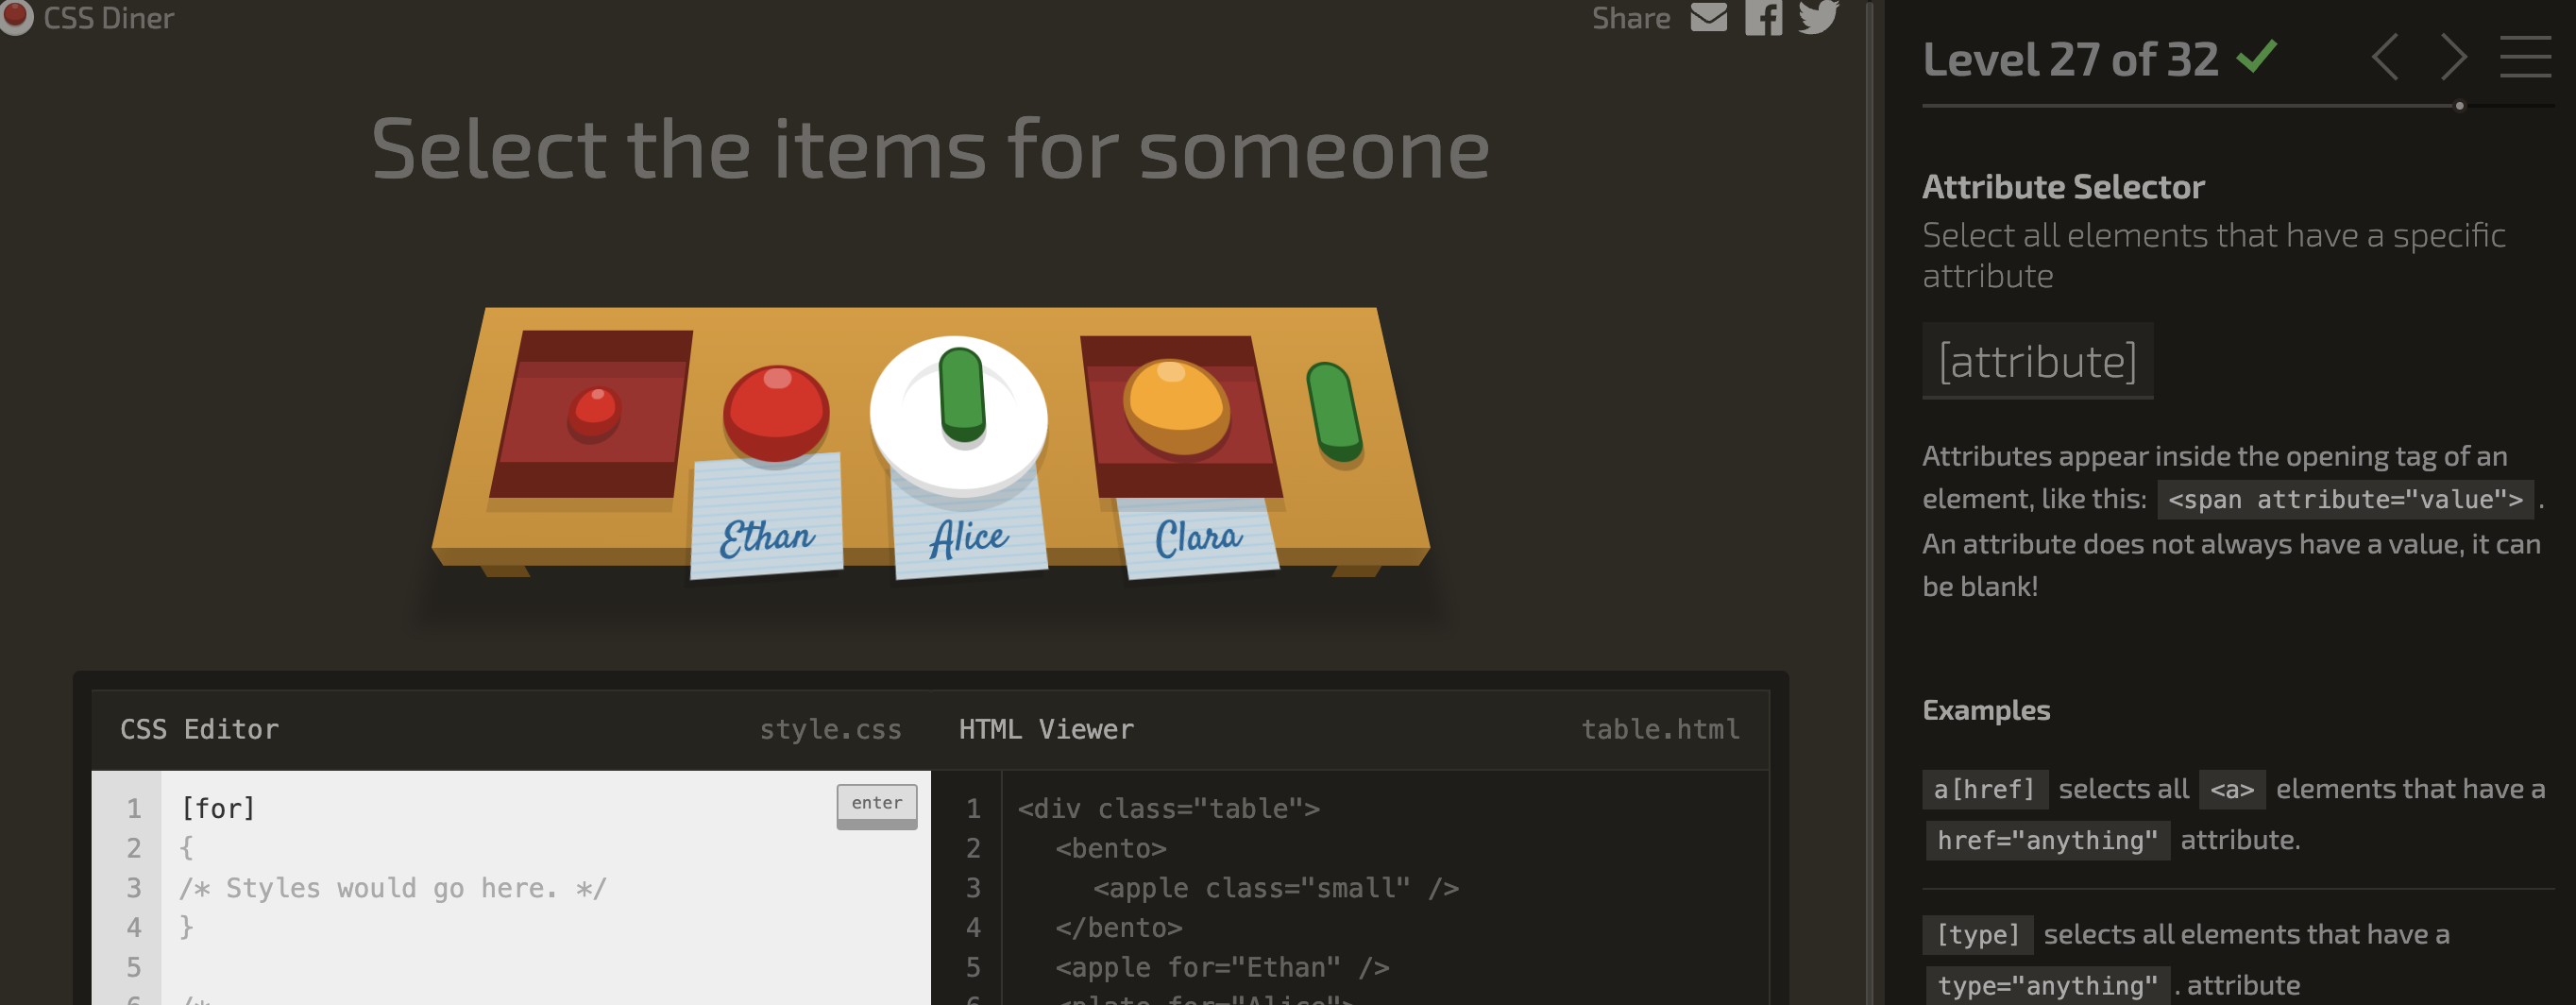 CSS Diner
Share
Select the items for someone
Ethan
Alice
Clara
CSS Editor
style.css
1 [for]
enter
2 {
3 /* Styles would go here. */
4 }
5
6 /*
HTML Viewer
table.html
1 <div class="table">
2 <bento>
3 <apple class="small" />
4 </bento>
5 <apple for="Ethan" />
6 <plate for="Alice">
Level 27 of 32
Attribute Selector
Select all elements that have a specific
attribute
[attribute]
Attributes appear inside the opening tag of an
element, like this: <span attribute="value"> .
An attribute does not always have a value, it can
be blank!
Examples
a[href] selects all <a> elements that have a
href="anything" attribute.
[type] selects all elements that have a
type="anything" . attribute